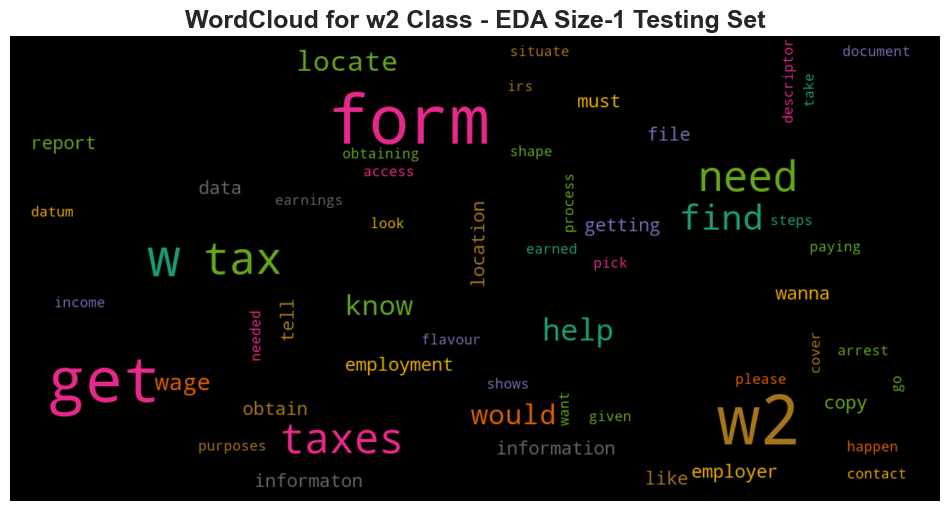 WordCloud for w2 Class - EDA Size-1 Testing Set
situate
document
locate
descriptor
take
irs
must
form
file
report
obtaining
shape
access
need
data
earnings
process
datum
look
location
getting
find
steps
earned
paying
w
tax
pick
income
know
wanna
needed
tell
help
flavour
cover
arrest
employment
get
wage
shows
please
go
want
obtain
would
given
w2
copy
purposes
taxes
information
happen
informaton
like
employer
contact